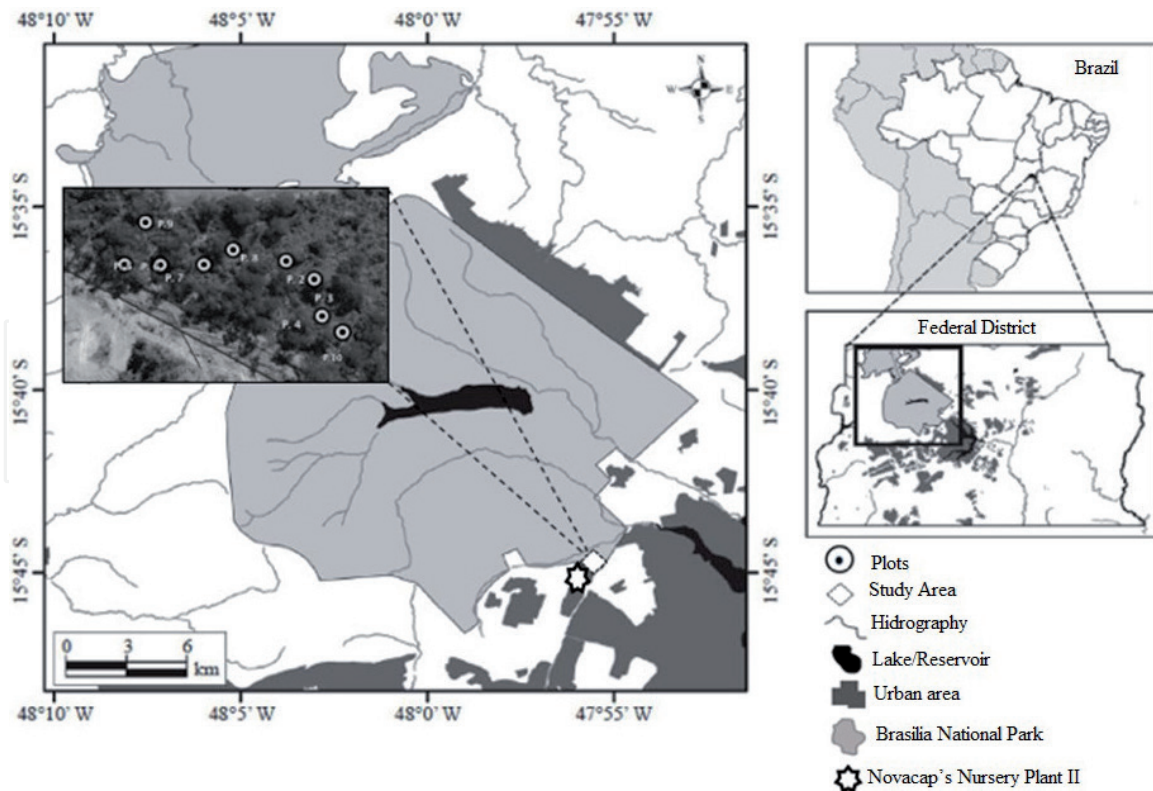 48°10' W 48°5' W 48°0' W 47°55' W
N
W E
S
15°35' S
15°35' S
P.9
P. 8
P. 7
P. 2
P. 3
P. 4
P.10
15°40' S
15°40' S
15°45' S
15°45' S
0 3 6
km
48°10' W 48°5' W 48°0' W 47°55' W
Brazil
Federal District
Plots
Study Area
Hidrography
Lake/Reservoir
Urban area
Brasilia National Park
Novacap's Nursery Plant II